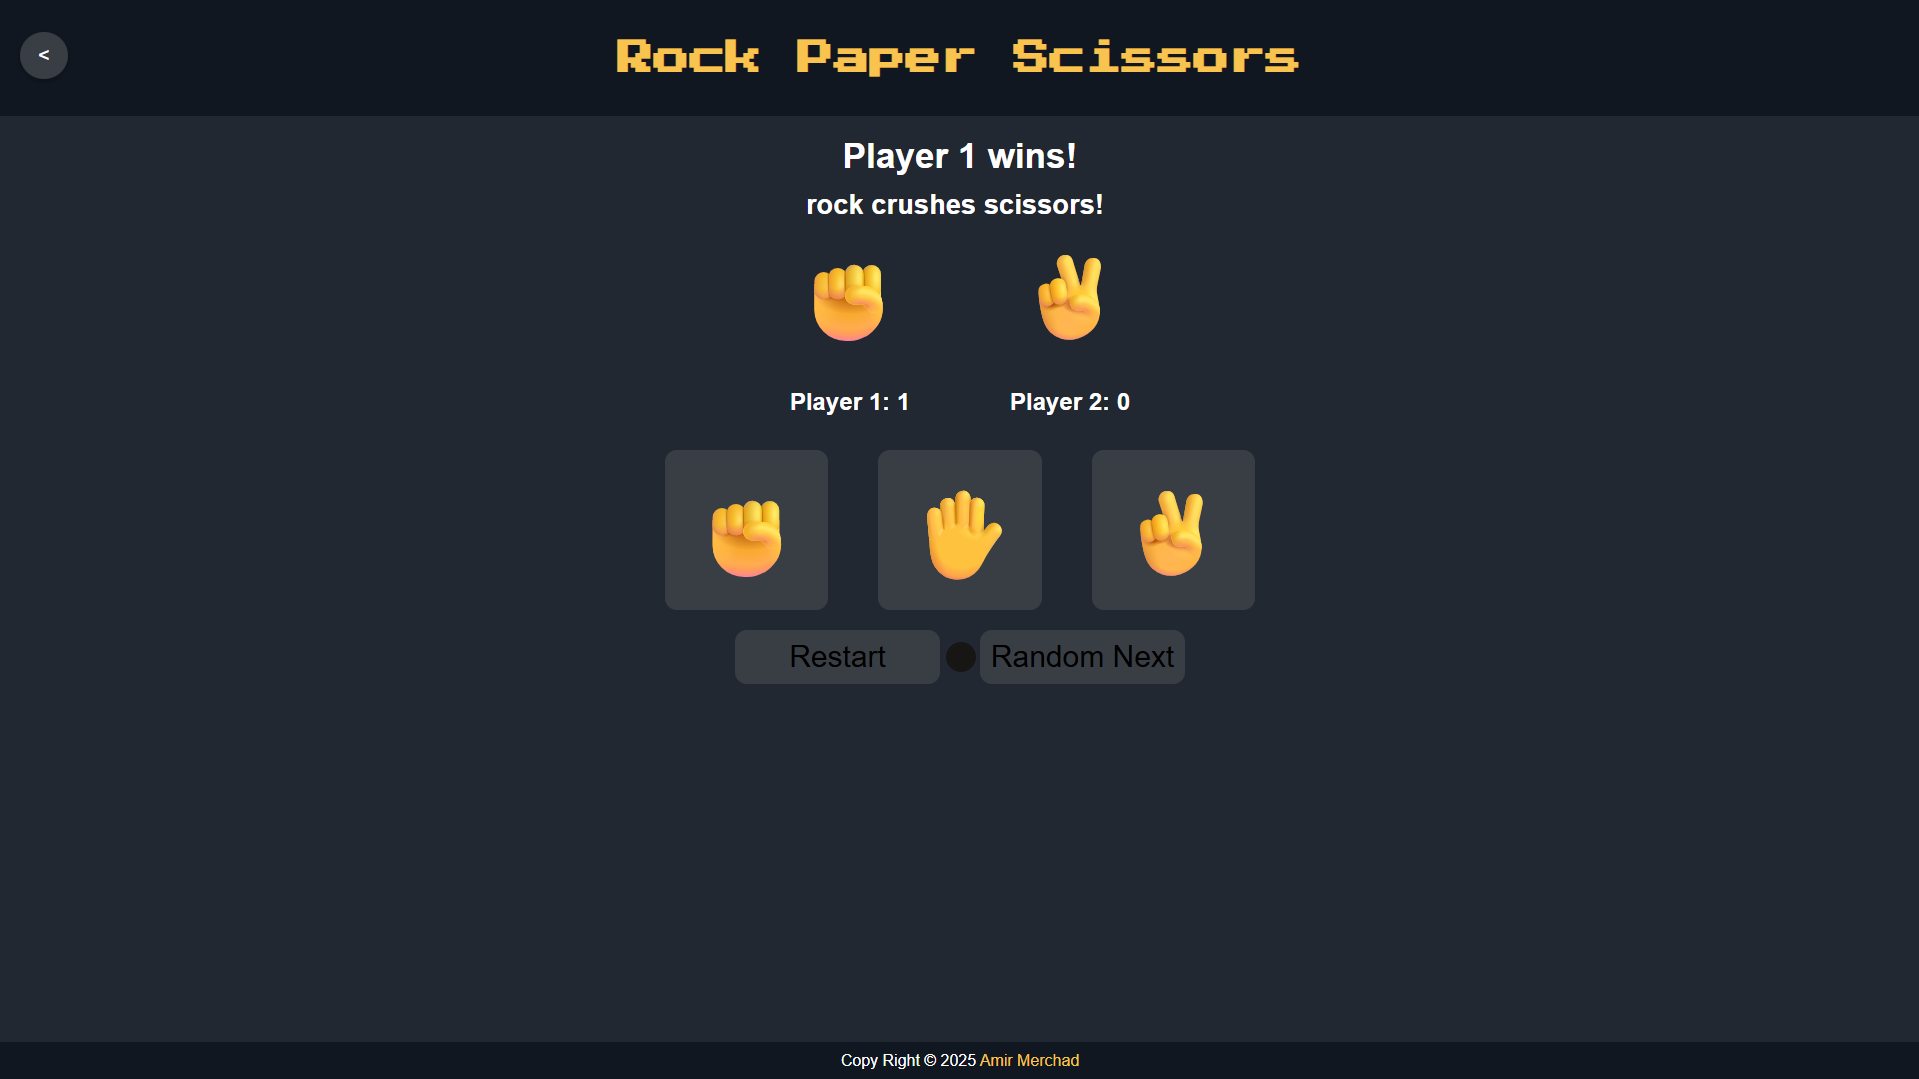 <
Rock Paper Scissors
Player 1 wins!
rock crushes scissors!
Player 1: 1
Player 2: 0
Restart
Random Next
Copy Right © 2025 Amir Merchad